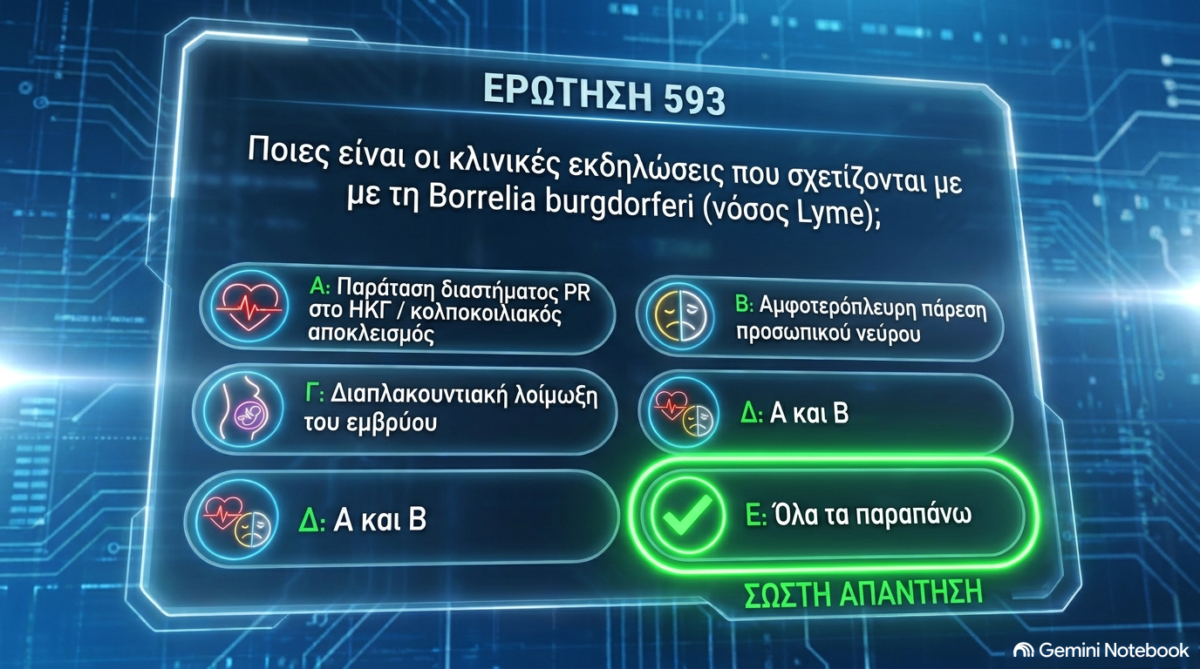 ΕΡΩΤΗΣΗ 593
Ποιες είναι οι κλινικές εκδηλώσεις που σχετίζονται με
με τη Borrelia burgdorferi (νόσος Lyme);
Α: Παράταση διαστήματος PR
στο ΗΚΓ / κολποκοιλιακός
αποκλεισμός
Β: Αμφοτερόπλευρη πάρεση
προσωπικού νεύρου
Γ: Διαπλακουντιακή λοίμωξη
του εμβρύου
Δ: Α και Β
Δ: Α και Β
Ε: Όλα τα παραπάνω
ΣΩΣΤΗ ΑΠΑΝΤΗΣΗ
Gemini Notebook